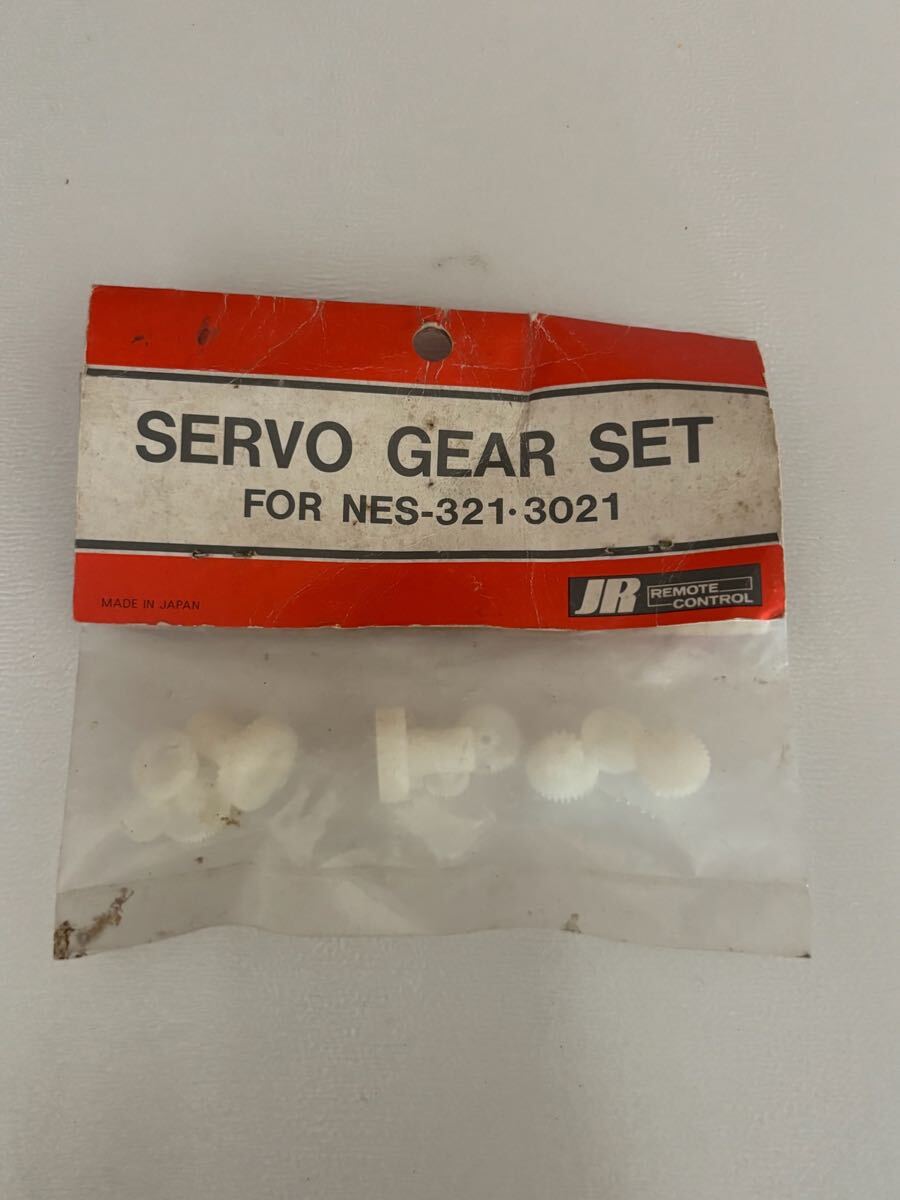 SERVO GEAR SET
FOR NES-321·3021
MADE IN JAPAN
JR REMOTE
CONTROL